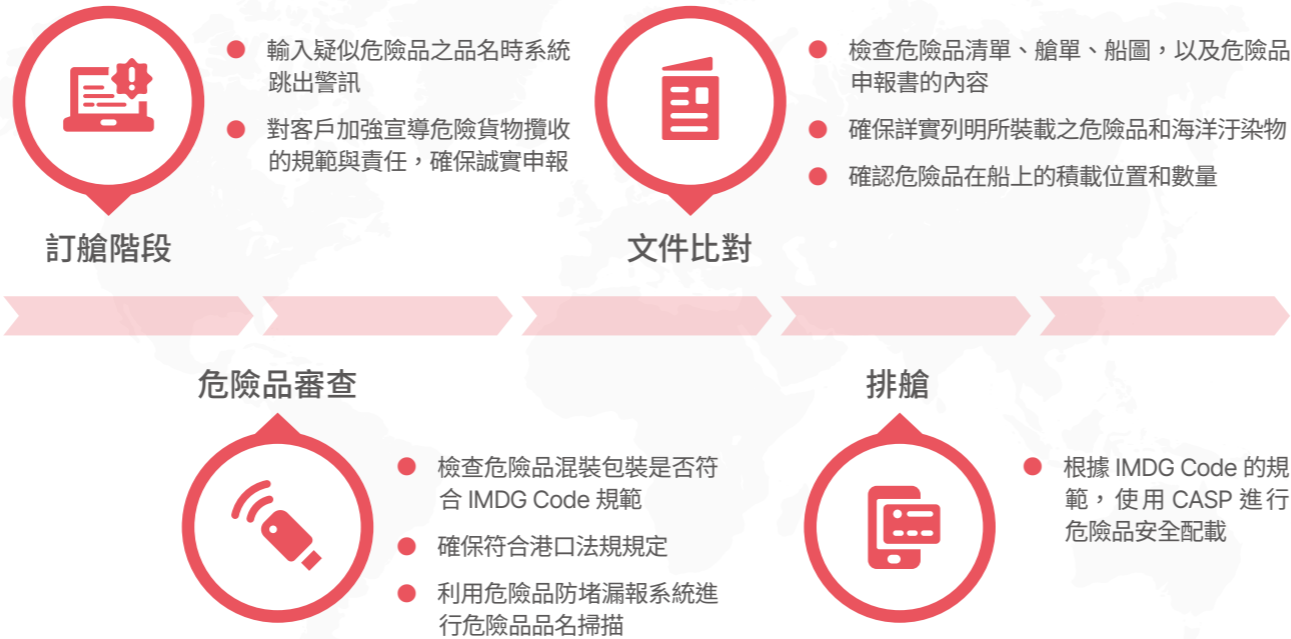 輸入疑似危險品之品名時系統
跳出警訊
對客戶加強宣導危險貨物攬收
的規範與責任，確保誠實申報
訂艙階段
檢查危險品清單、艙單、船圖，以及危險品
申報書的內容
確保詳實列明所裝載之危險品和海洋汙染物
確認危險品在船上的積載位置和數量
文件比對
危險品審查
檢查危險品混裝包裝是否符
合 IMDG Code 規範
確保符合港口法規規定
利用危險品防堵漏報系統進
行危險品品名掃描
排艙
根據 IMDG Code 的規
範，使用 CASP 進行
危險品安全配載